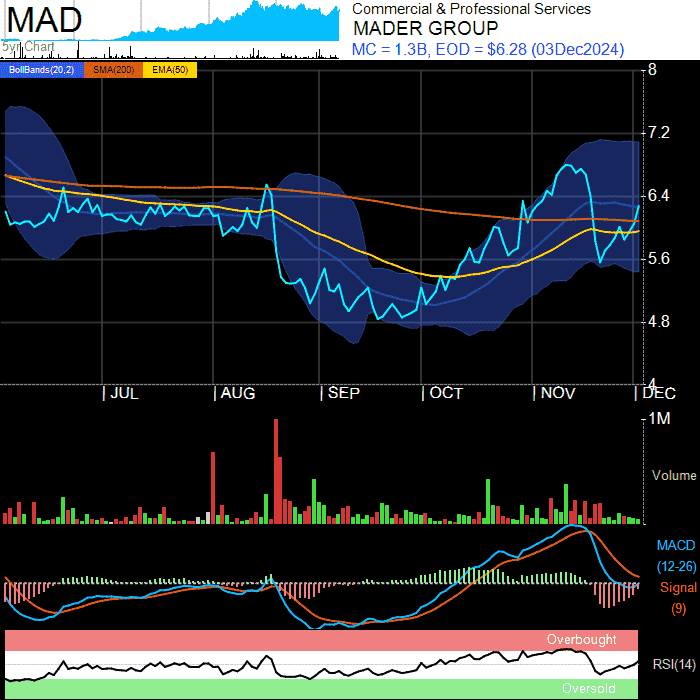 MAD
5yr Chart
Commercial & Professional Services
MADER GROUP
MC = 1.3B, EOD = $6.28 (03Dec2024)
BollBands(20,2) SMA(200) EMA(50)
8
7.2
6.4
5.6
4.8
4
JUL AUG SEP OCT NOV DEC
1M
Volume
MACD
(12-26)
Signal
(9)
Overbought
RSI(14)
Oversold